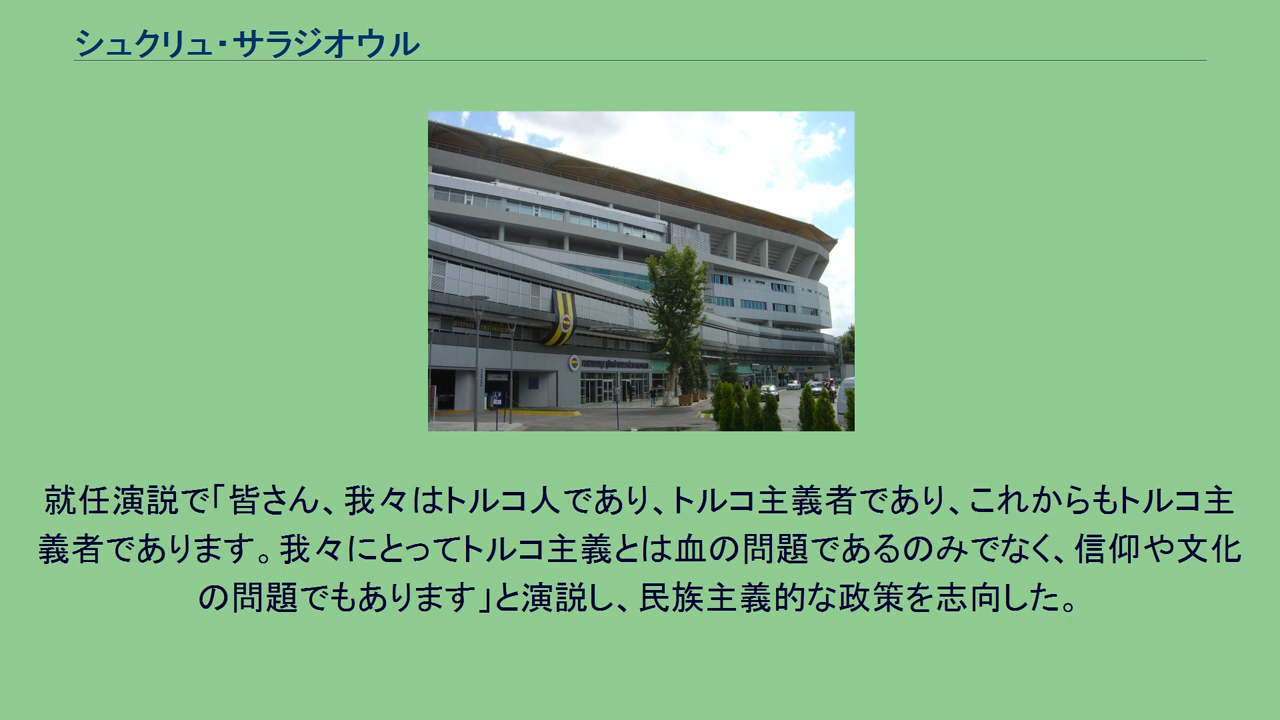 シュクリュ・サラジオウル
就任演説で「皆さん、我々はトルコ人であり、トルコ主義者であり、これからもトルコ主
義者であります。我々にとってトルコ主義とは血の問題であるのみでなく、信仰や文化
の問題でもあります」と演説し、民族主義的な政策を志向した。